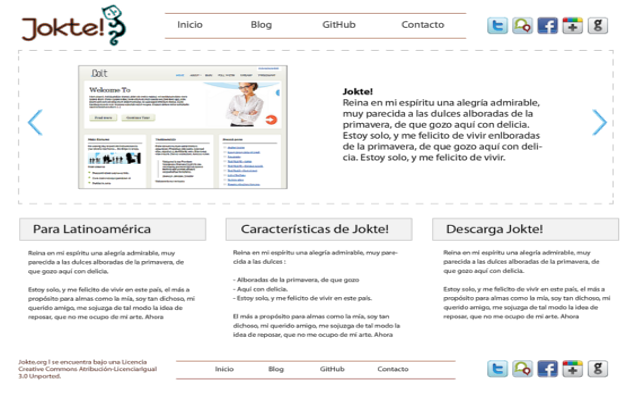 Jokte!
Inicio Blog GitHub Contacto
Doit
Welcome To
Jokte!
Reina en mi espíritu una alegría admirable,
muy parecida a las dulces alboradas de la
primavera, de que gozo aquí con delicia.
Estoy solo, y me felicito de vivir enlboradas
de la primavera, de que gozo aquí con deli-
cia. Estoy solo, y me felicito de vivir.
Para Latinoamérica
Reina en mi espíritu una alegría admirable, muy
parecida a las dulces alboradas de la primavera, de
que gozo aquí con delicia.
Estoy solo, y me felicito de vivir en este país, el más a
propósito para almas como la mía, soy tan dichoso, mi
querido amigo, me sojuzga de tal modo la idea de
reposar, que no me ocupo de mi arte. Ahora
Características de Jokte!
Reina en mi espíritu una alegría admirable, muy pare-
cida a las dulces :
- Alboradas de la primavera, de que gozo
- Aquí con delicia.
- Estoy solo, y me felicito de vivir en este país.
El más a propósito para almas como la mía, soy tan
dichoso, mi querido amigo, me sojuzga de tal modo la
idea de reposar, que no me ocupo de mi arte. Ahora
Descarga Jokte!
Reina en mi espíritu una alegría admirable, muy
parecida a las dulces alboradas de la primavera, de
que gozo aquí con delicia.
Estoy solo, y me felicito de vivir en este país, el más a
propósito para almas como la mía, soy tan dichoso, mi
querido amigo, me sojuzga de tal modo la idea de
reposar, que no me ocupo de mi arte. Ahora
Jokte.org l se encuentra bajo una Licencia
Creative Commons Atribución-LicenciarIgual
3.0 Unported.
Inicio Blog GitHub Contacto